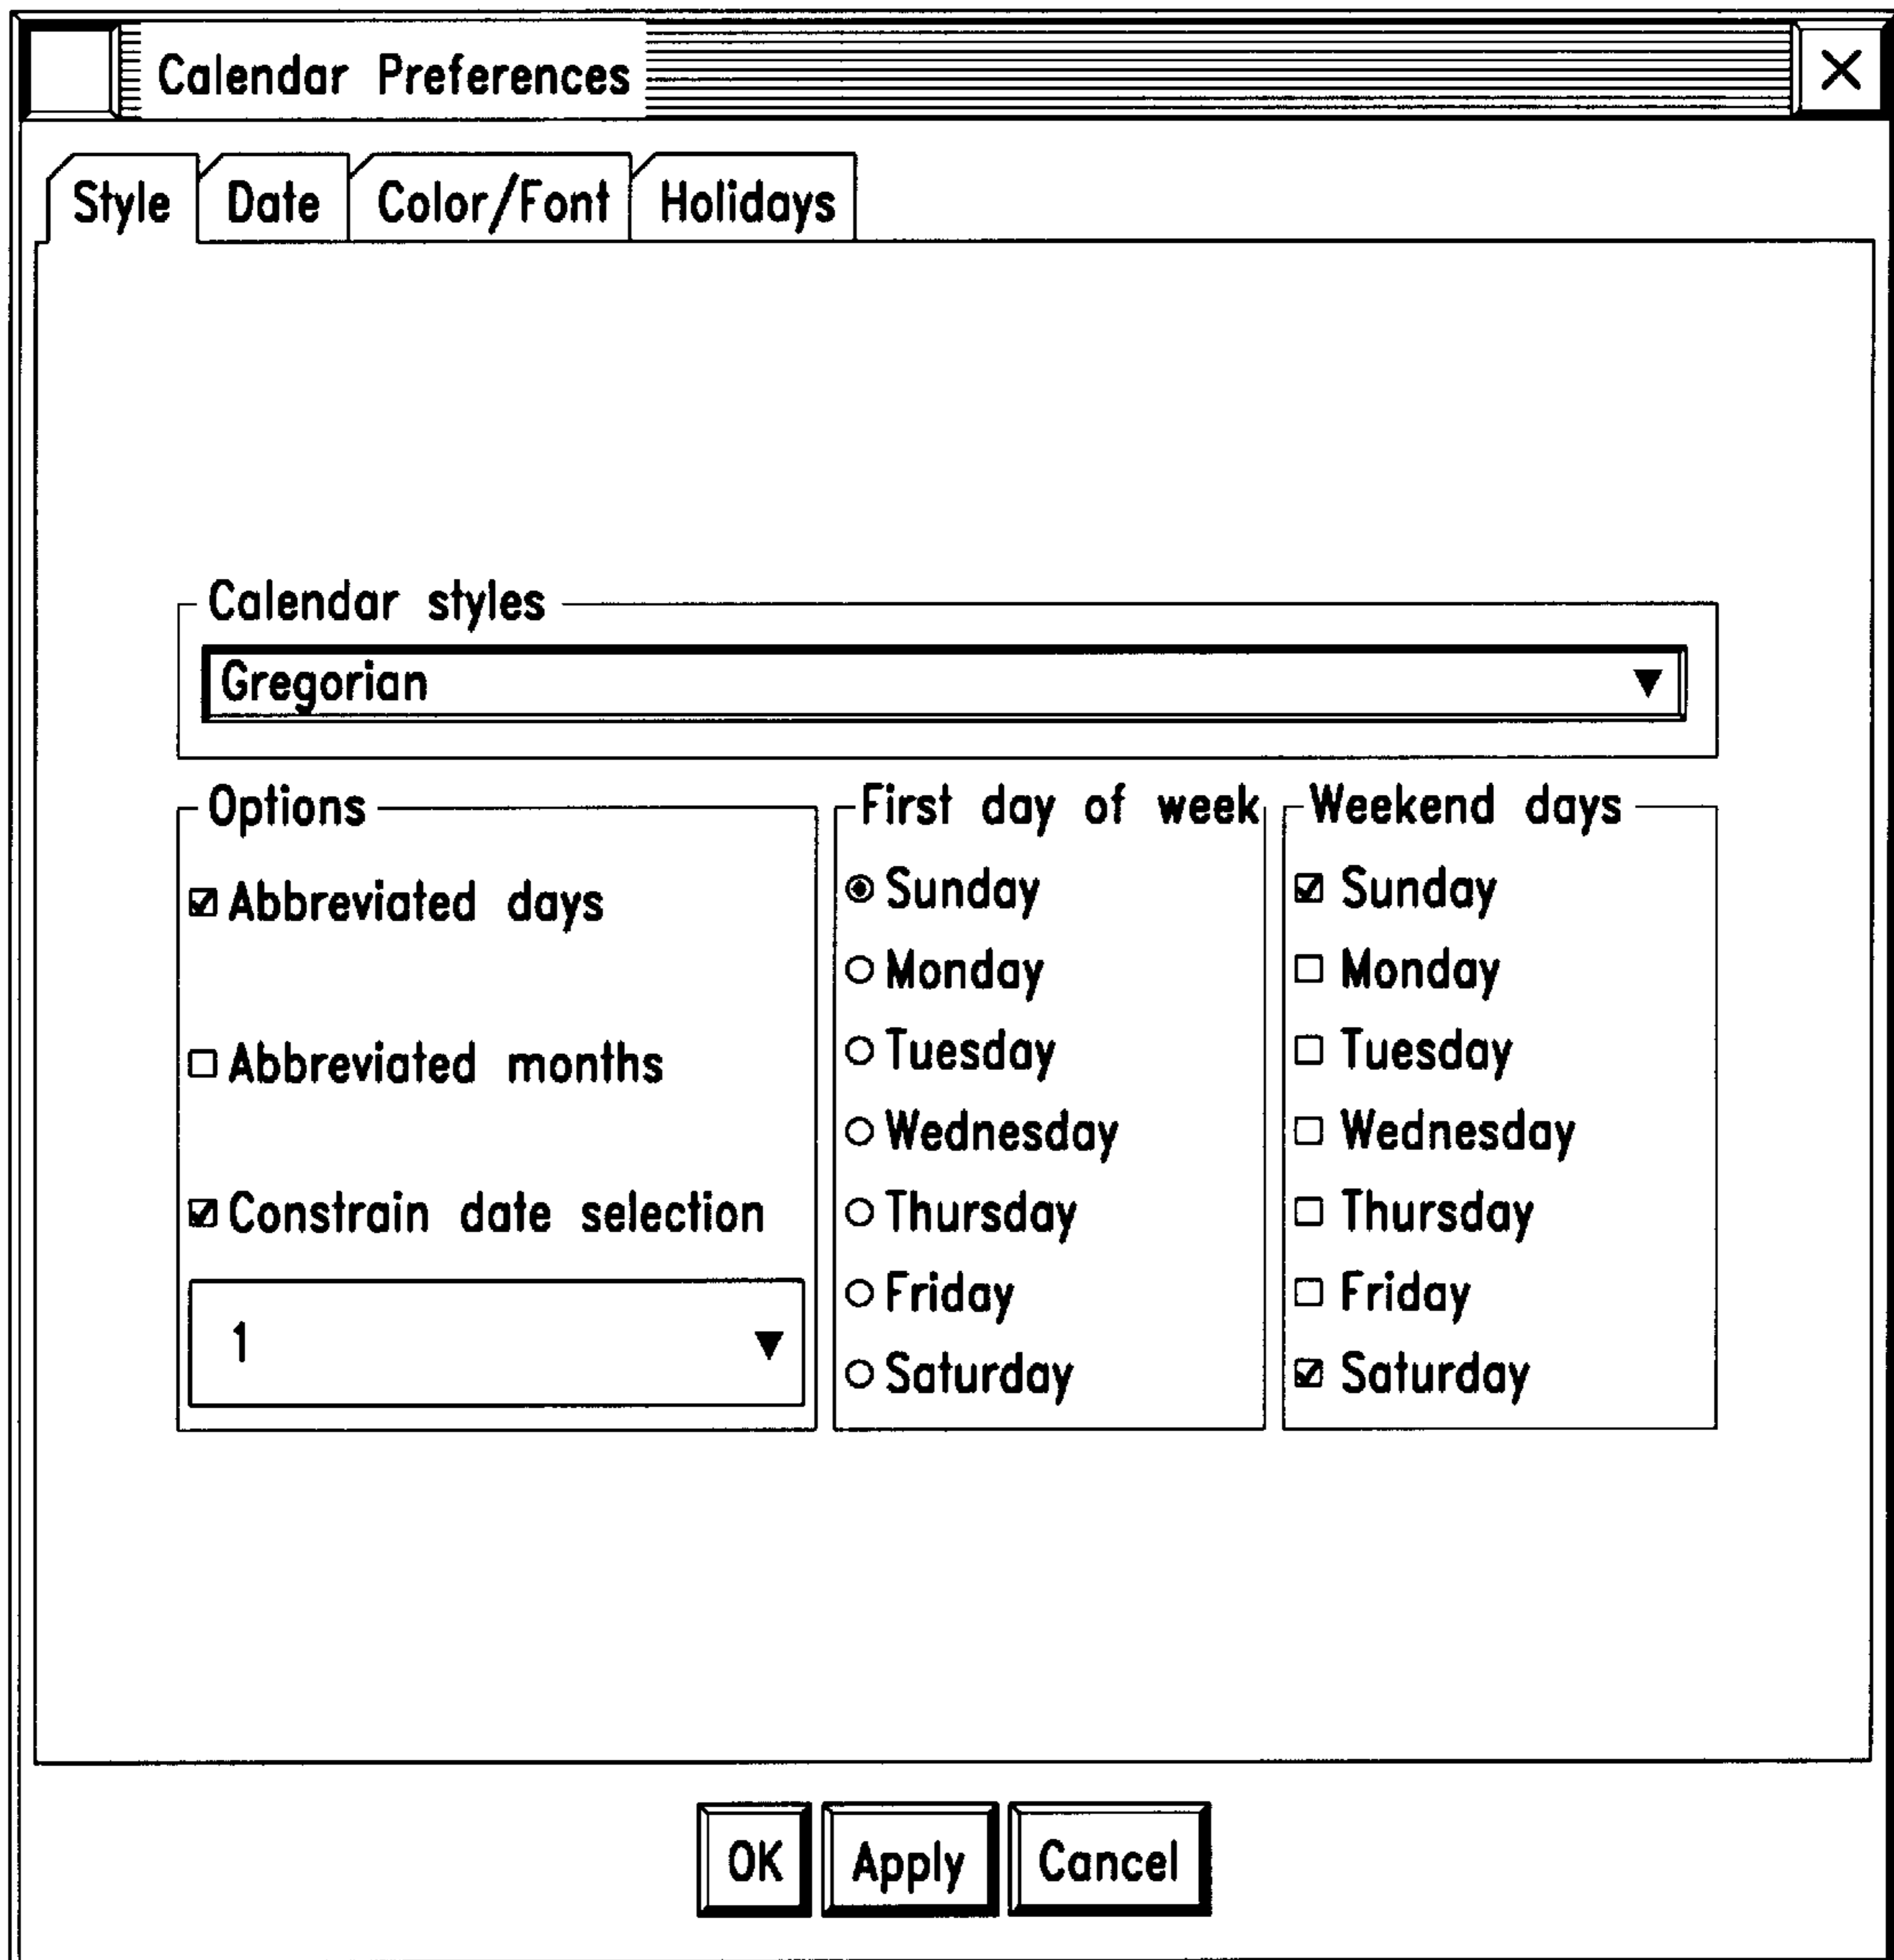 Calendar Preferences
Style Date Color/Font Holidays
Calendar styles
Gregorian
Options
Abbreviated days
Abbreviated months
Constrain date selection
1
First day of week
Sunday
Monday
Tuesday
Wednesday
Thursday
Friday
Saturday
Weekend days
Sunday
Monday
Tuesday
Wednesday
Thursday
Friday
Saturday
OK Apply Cancel